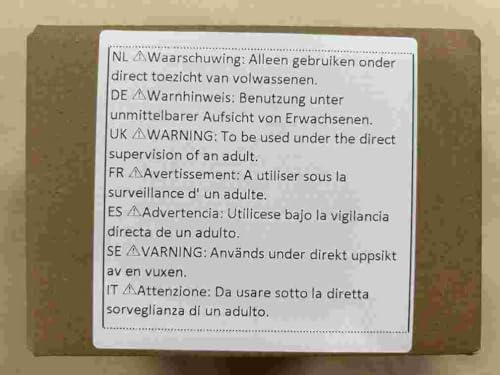 NL ⚠Waarschuwing: Alleen gebruiken onder
direct toezicht van volwassenen.
DE ⚠Warnhinweis: Benutzung unter
unmittelbarer Aufsicht von Erwachsenen.
UK ⚠WARNING: To be used under the direct
supervision of an adult.
FR ⚠Avertissement: A utiliser sous la
surveillance d' un adulte.
ES ⚠Advertencia: Utilicese bajo la vigilancia
directa de un adulto.
SE ⚠VARNING: Används under direkt uppsikt
av en vuxen.
IT ⚠Attenzione: Da usare sotto la diretta
sorveglianza di un adulto.